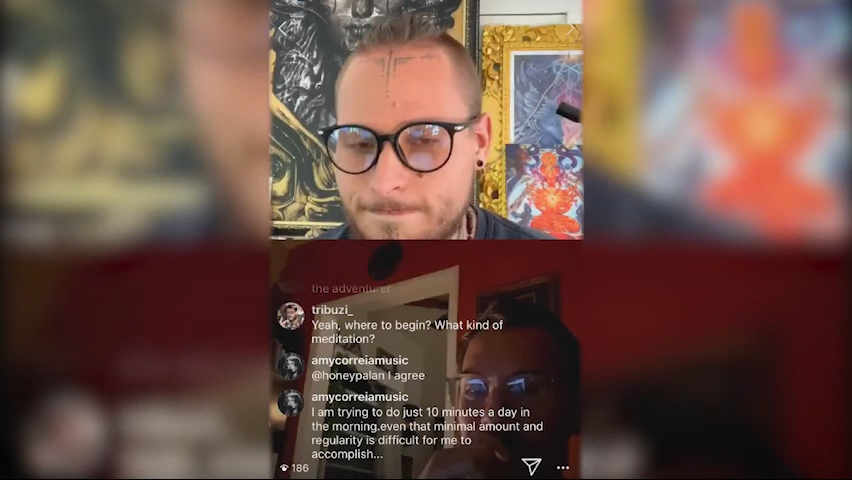 the adventurer
tribuzi_
Yeah, where to begin? What kind of
meditation?
amycorreiamusic
@honeypalan I agree
amycorreiamusic
I am trying to do just 10 minutes a day in
the morning.even that minimal amount and
regularity is difficult for me to
accomplish...
186